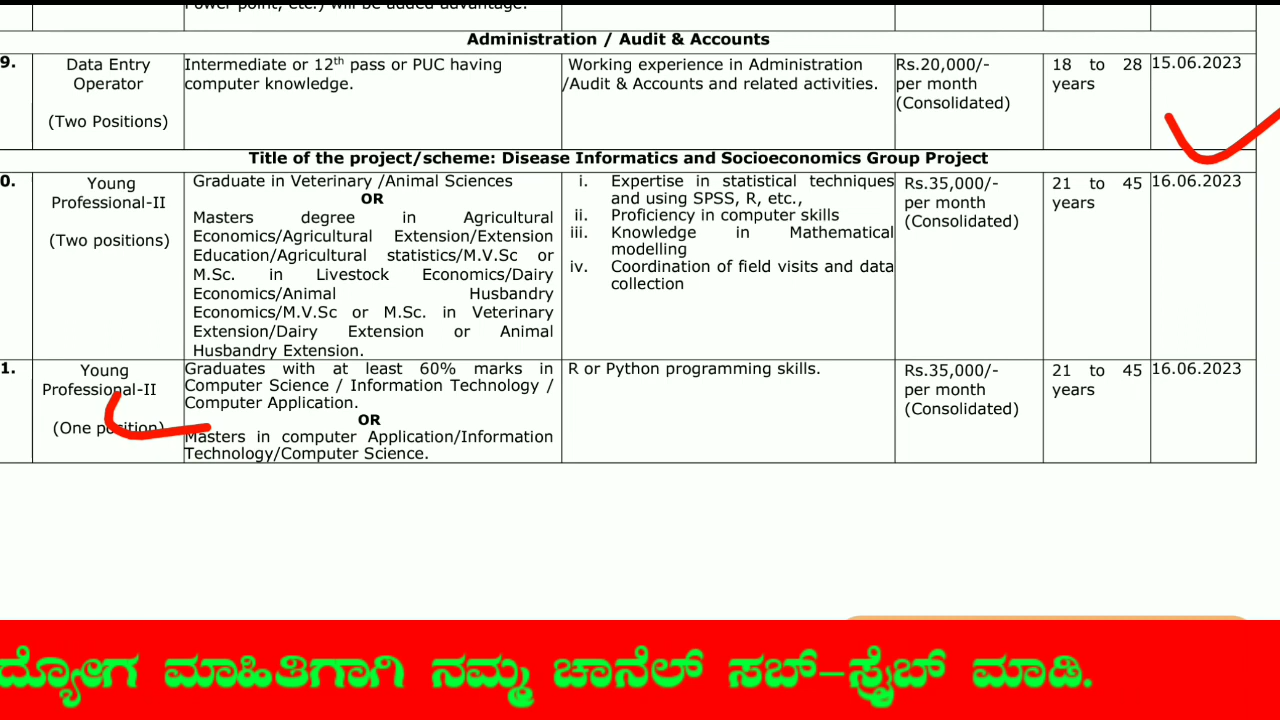 Power point, etc.) will be added advantage.
Administration / Audit & Accounts
9.
Data Entry
Operator
(Two Positions)
Intermediate or 12th pass or PUC having
computer knowledge.
Working experience in Administration
/Audit & Accounts and related activities.
Rs.20,000/-
per month
(Consolidated)
18 to 28
years
15.06.2023
Title of the project/scheme: Disease Informatics and Socioeconomics Group Project
0.
Young
Professional-II
(Two positions)
Graduate in Veterinary /Animal Sciences
OR
Masters degree in Agricultural
Economics/Agricultural Extension/Extension
Education/Agricultural statistics/M.V.Sc or
M.Sc. in Livestock Economics/Dairy
Economics/Animal Husbandry
Economics/M.V.Sc or M.Sc. in Veterinary
Extension/Dairy Extension or Animal
Husbandry Extension.
i. Expertise in statistical techniques
and using SPSS, R, etc.,
ii. Proficiency in computer skills
iii. Knowledge in Mathematical
modelling
iv. Coordination of field visits and data
collection
Rs.35,000/-
per month
(Consolidated)
21 to 45
years
16.06.2023
1.
Young
Professional-II
(One position)
Graduates with at least 60% marks in
Computer Science / Information Technology /
Computer Application.
OR
Masters in computer Application/Information
Technology/Computer Science.
R or Python programming skills.
Rs.35,000/-
per month
(Consolidated)
21 to 45
years
16.06.2023
ದ್ಯೋಗ ಮಾಹಿತಿಗಾಗಿ ನಮ್ಮ ಚಾನೆಲ್ ಸಬ್-ಸ್ರೈಬ್ ಮಾಡಿ.